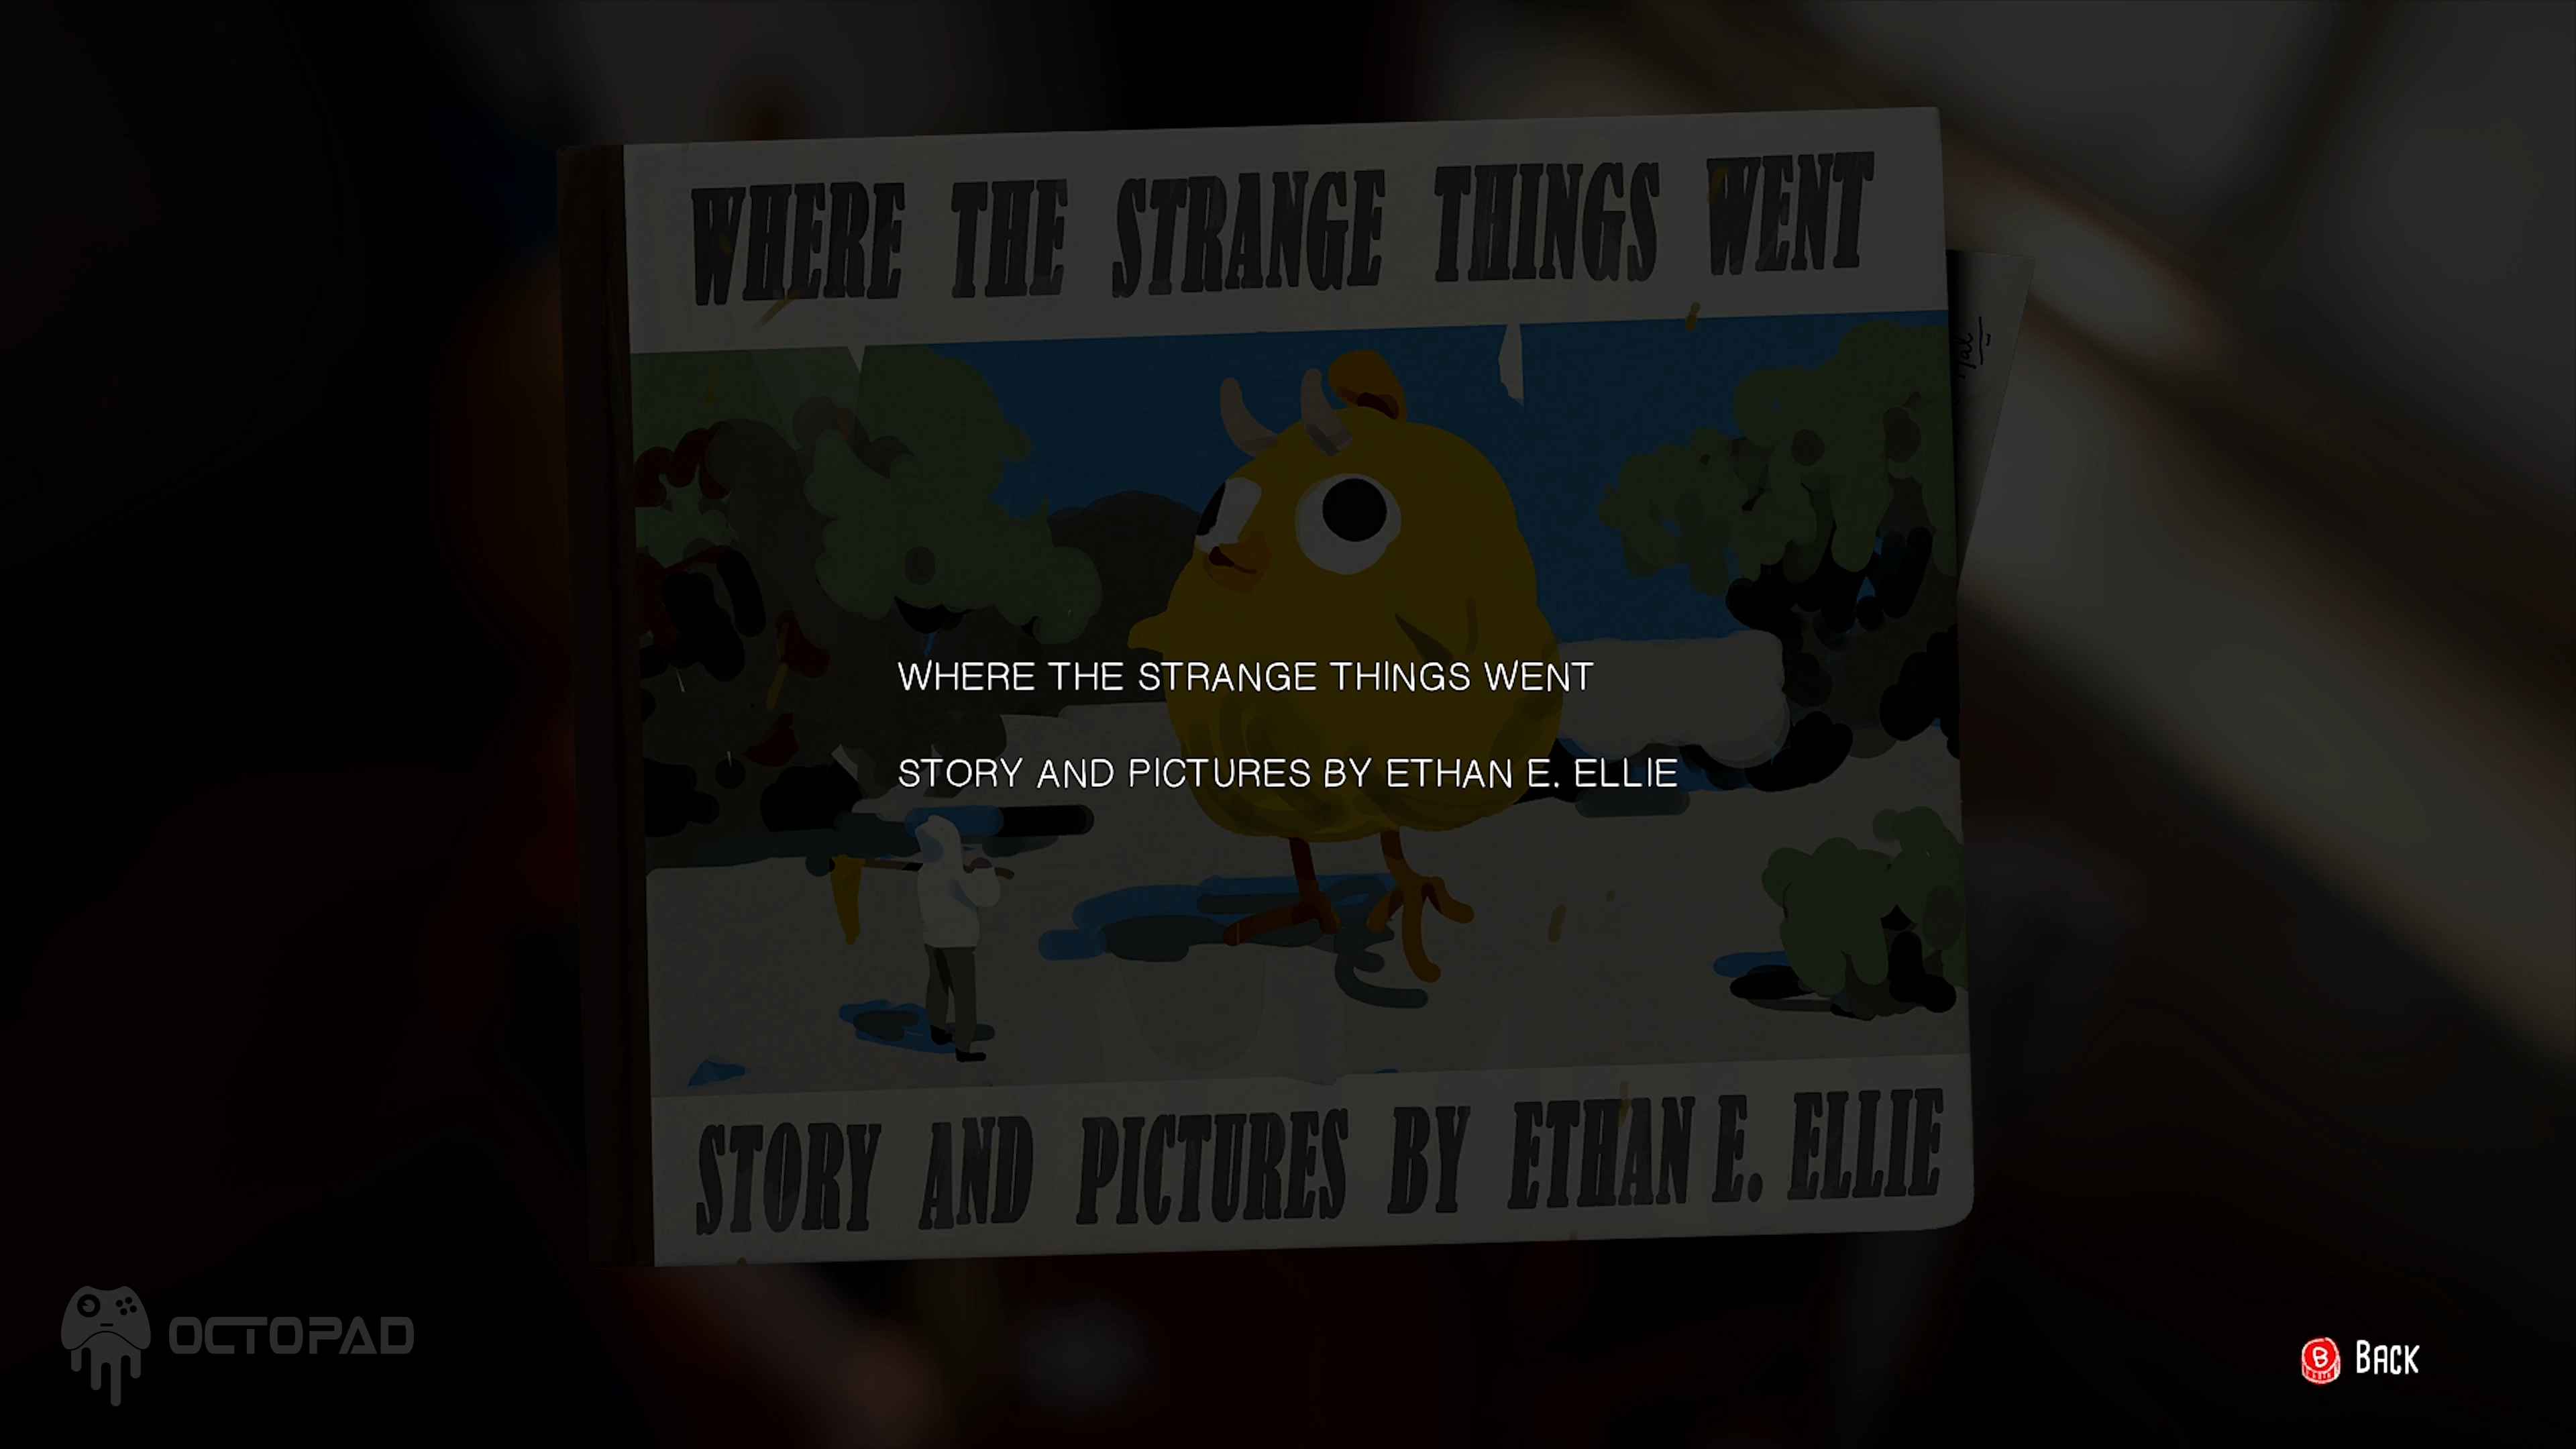 WHERE THE STRANGE THINGS WENT
WHERE THE STRANGE THINGS WENT
STORY AND PICTURES BY ETHAN E. ELLIE
STORY AND PICTURES BY ETHAN E. ELLIE
OCTOPAD
B BACK